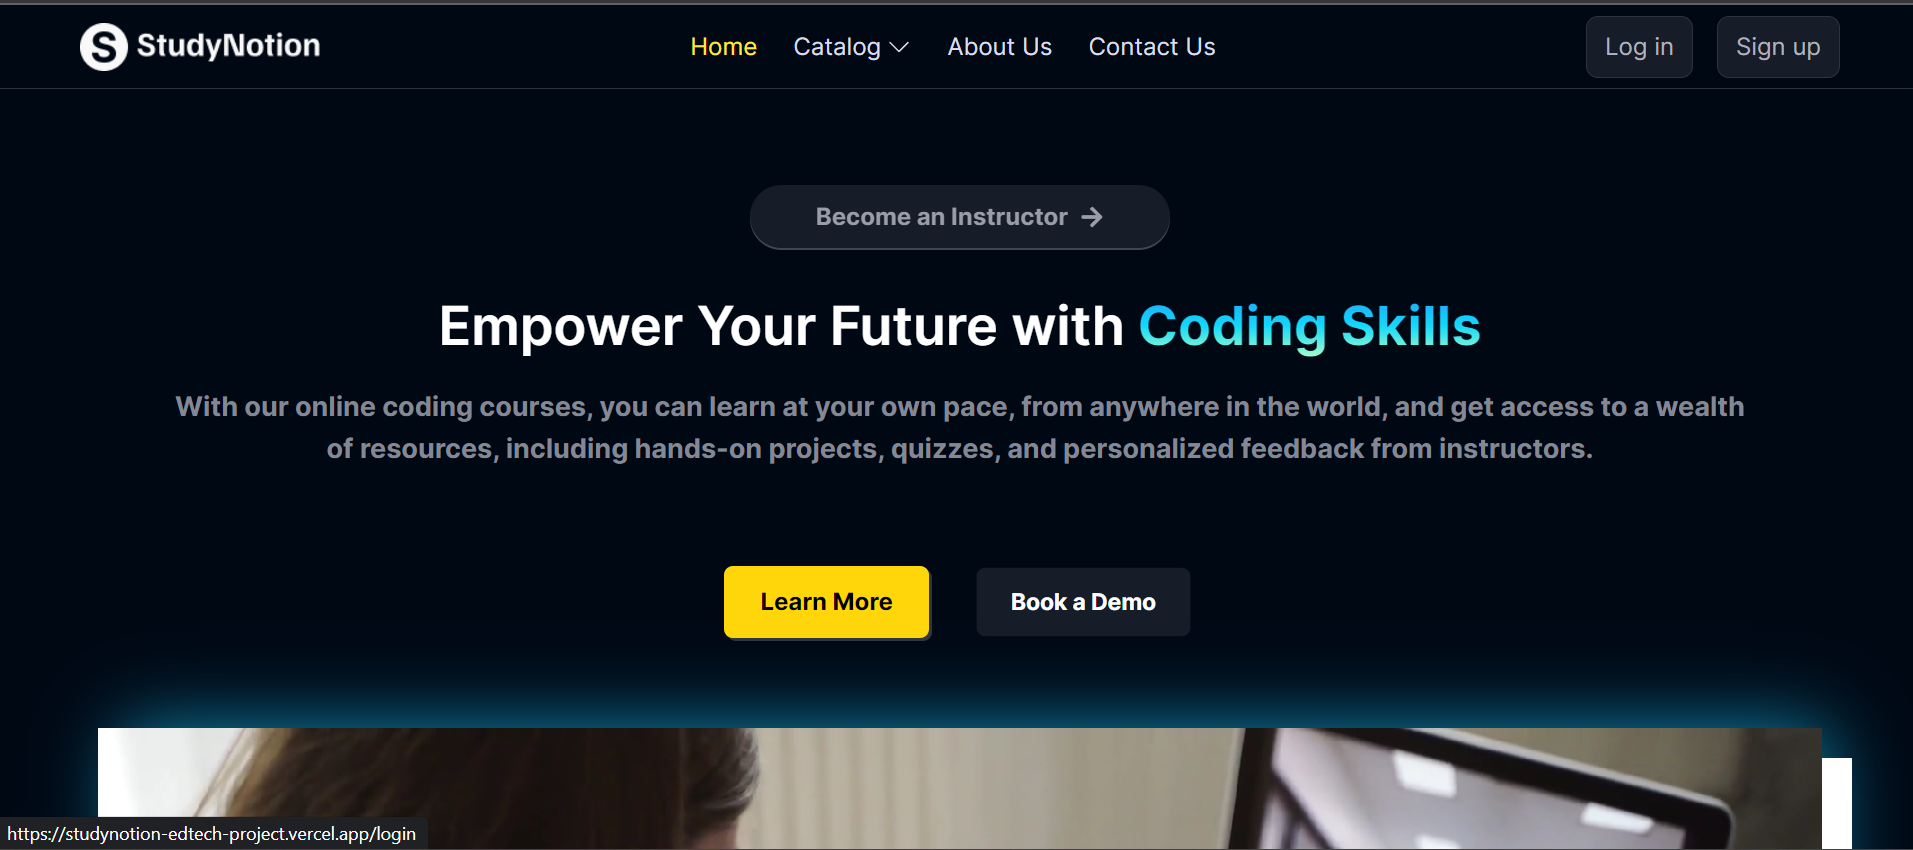 S StudyNotion
Home Catalog About Us Contact Us
Log in Sign up
Become an Instructor →
Empower Your Future with Coding Skills
With our online coding courses, you can learn at your own pace, from anywhere in the world, and get access to a wealth
of resources, including hands-on projects, quizzes, and personalized feedback from instructors.
Learn More
Book a Demo
https://studynotion-edtech-project.vercel.app/login